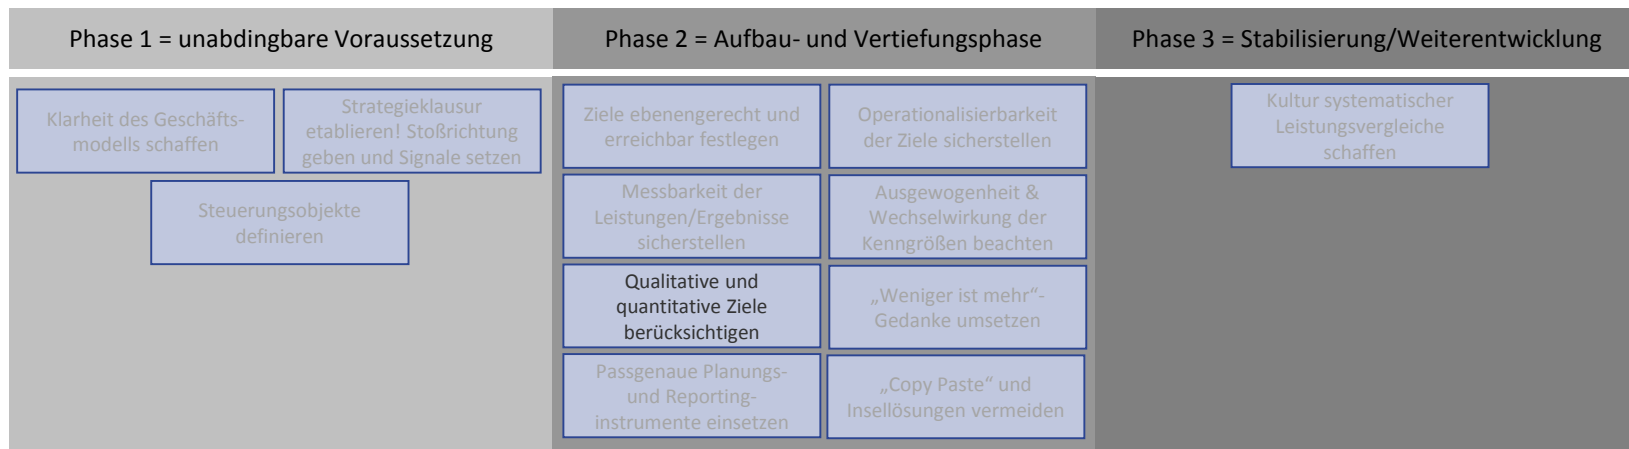 Phase 1 = unabdingbare Voraussetzung
Phase 2 = Aufbau- und Vertiefungsphase
Phase 3 = Stabilisierung/Weiterentwicklung
Klarheit des Geschäfts-
modells schaffen
Strategieklausur
etablieren! Stoßrichtung
geben und Signale setzen
Steuerungsobjekte
definieren
Ziele ebenengerecht und
erreichbar festlegen
Operationalisierbarkeit
der Ziele sicherstellen
Messbarkeit der
Leistungen/Ergebnisse
sicherstellen
Ausgewogenheit &
Wechselwirkung der
Kenngrößen beachten
Qualitative und
quantitative Ziele
berücksichtigen
„Weniger ist mehr“-
Gedanke umsetzen
Passgenaue Planungs-
und Reporting-
instrumente einsetzen
„Copy Paste“ und
Insellösungen vermeiden
Kultur systematischer
Leistungsvergleiche
schaffen